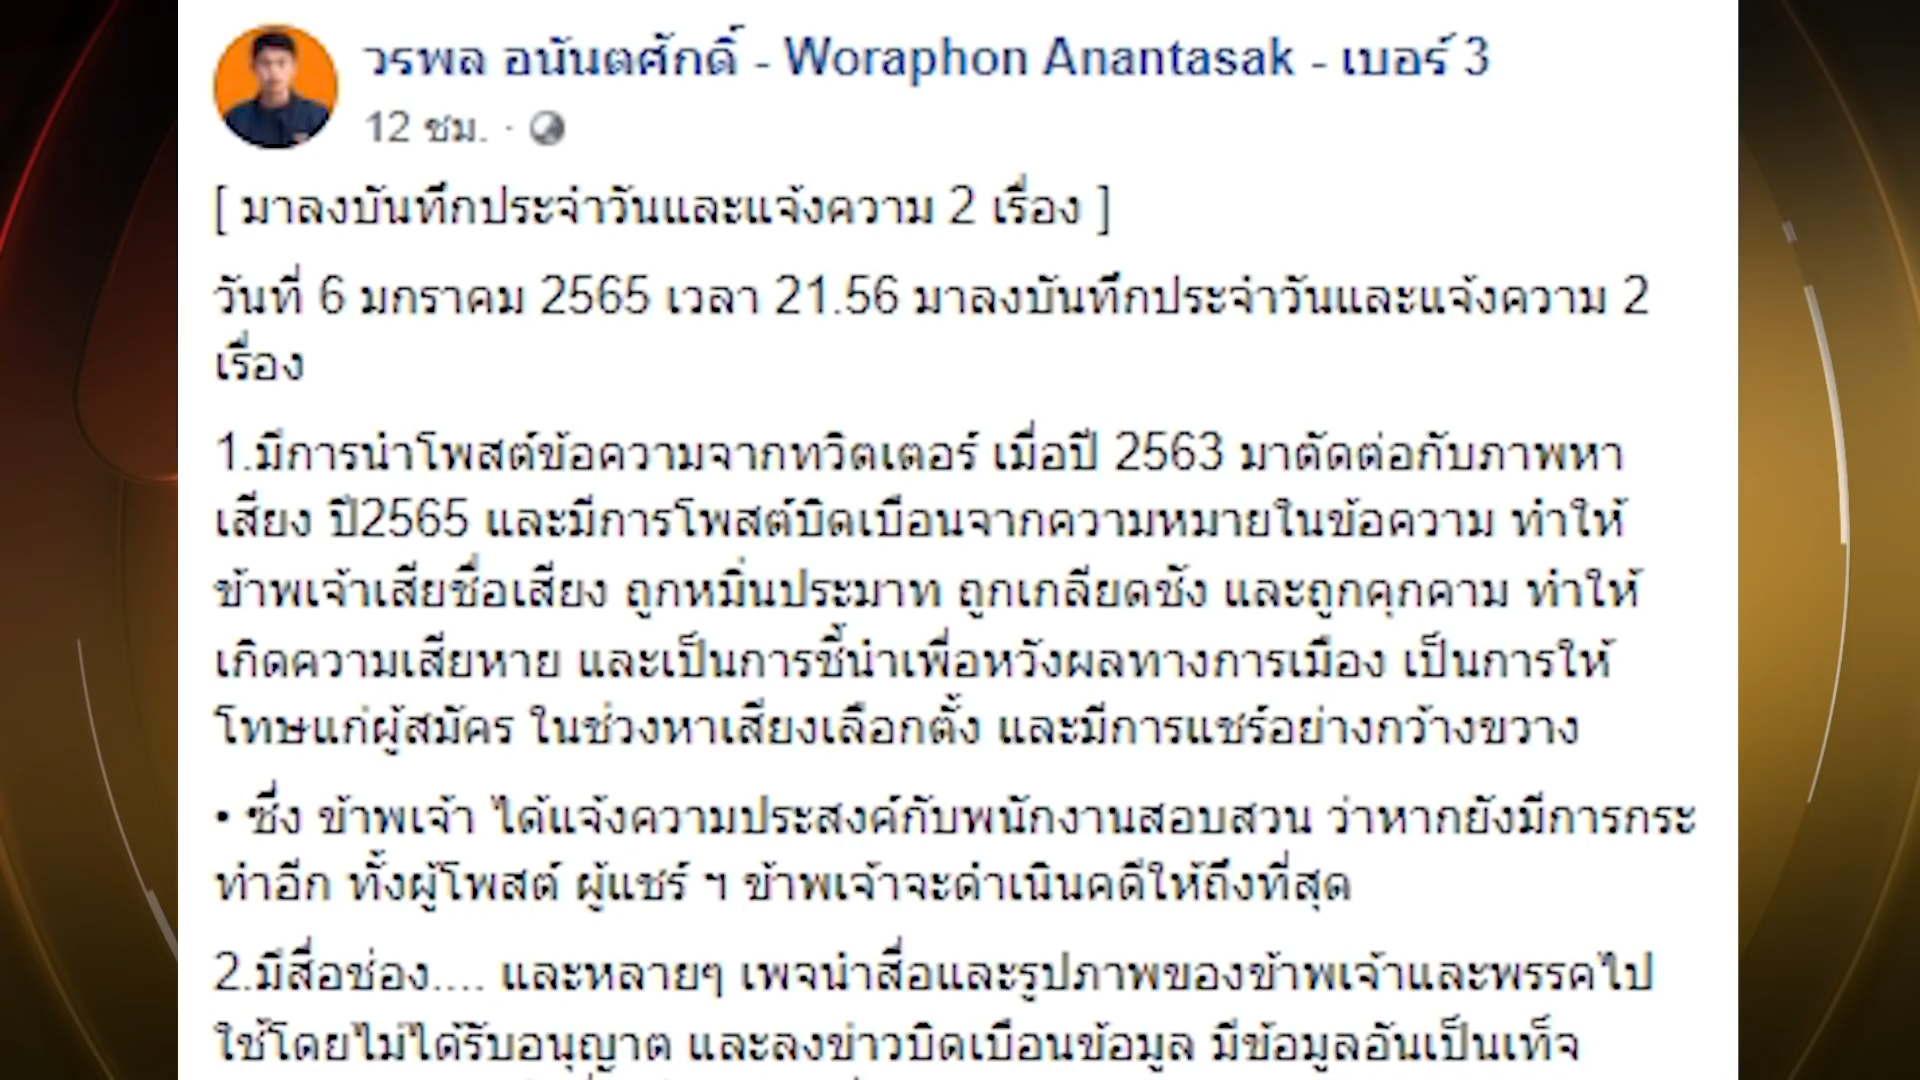 วรพล อนันตศักดิ์ - Woraphon Anantasak - เบอร์ 3
12 ชม. ·
[ มาลงบันทึกประจำวันและแจ้งความ 2 เรื่อง ]
วันที่ 6 มกราคม 2565 เวลา 21.56 มาลงบันทึกประจำวันและแจ้งความ 2
เรื่อง
1.มีการนำโพสต์ข้อความจากทวิตเตอร์ เมื่อปี 2563 มาตัดต่อกับภาพหา
เสียง ปี2565 และมีการโพสต์บิดเบือนจากความหมายในข้อความ ทำให้
ข้าพเจ้าเสียชื่อเสียง ถูกหมิ่นประมาท ถูกเกลียดชัง และถูกคุกคาม ทำให้
เกิดความเสียหาย และเป็นการชี้นำเพื่อหวังผลทางการเมือง เป็นการให้
โทษแก่ผู้สมัคร ในช่วงหาเสียงเลือกตั้ง และมีการแชร์อย่างกว้างขวาง
• ซึ่ง ข้าพเจ้า ได้แจ้งความประสงค์กับพนักงานสอบสวน ว่าหากยังมีการกระ
ทำอีก ทั้งผู้โพสต์ ผู้แชร์ ฯ ข้าพเจ้าจะดำเนินคดีให้ถึงที่สุด
2.มีสื่อช่อง.... และหลายๆ เพจนำสื่อและรูปภาพของข้าพเจ้าและพรรคไป
ใช้โดยไม่ได้รับอนุญาต และลงข่าวบิดเบือนข้อมูล มีข้อมูลอันเป็นเท็จ